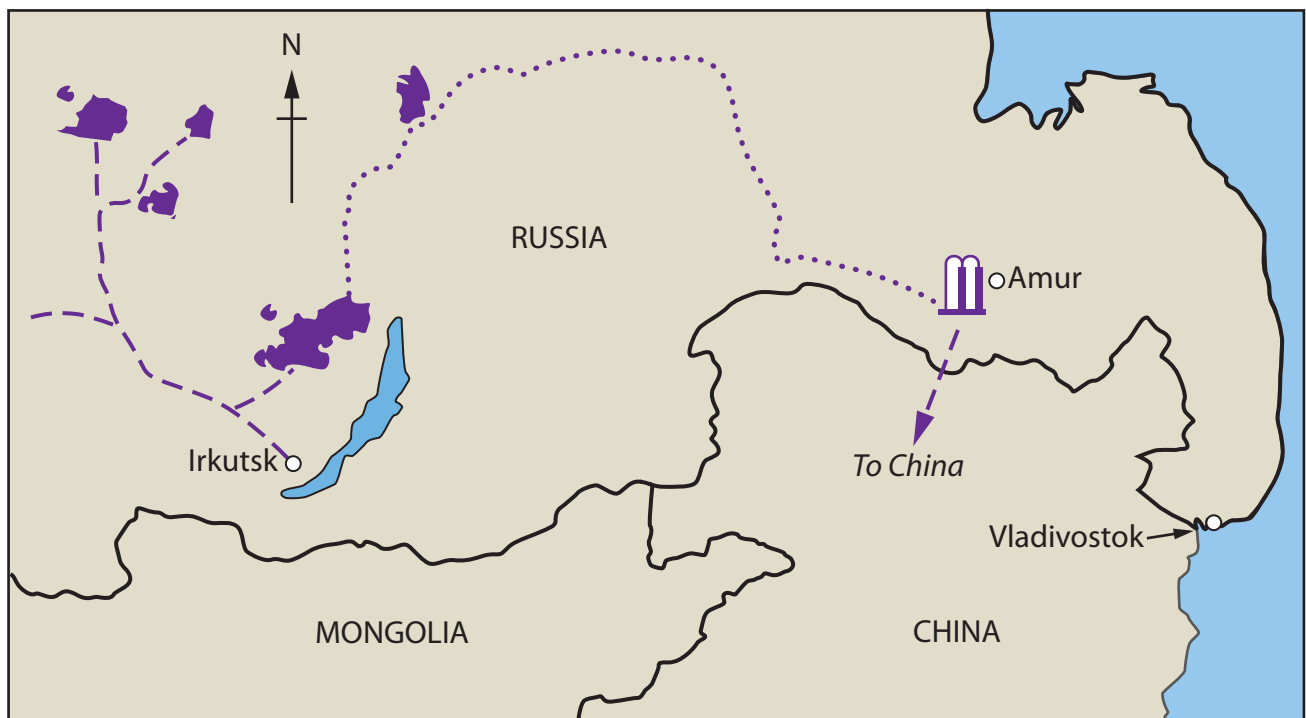 N
RUSSIA
Amur
Irkutsk
To China
Vladivostok
MONGOLIA
CHINA